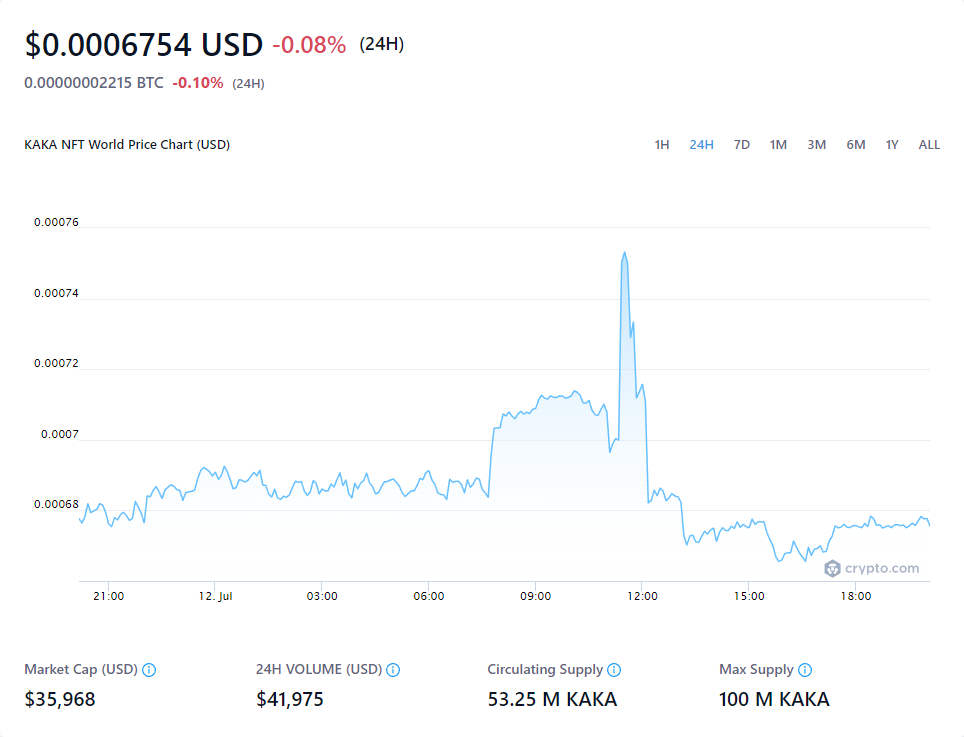 $0.0006754 USD -0.08% (24H)
0.00000002215 BTC -0.10% (24H)
KAKA NFT World Price Chart (USD) 1H 24H 7D 1M 3M 6M 1Y ALL
0.00076
0.00074
0.00072
0.0007
0.00068
crypto.com
21:00 12. Jul 03:00 06:00 09:00 12:00 15:00 18:00
Market Cap (USD) 24H VOLUME (USD) Circulating Supply Max Supply
$35,968 $41,975 53.25 M KAKA 100 M KAKA